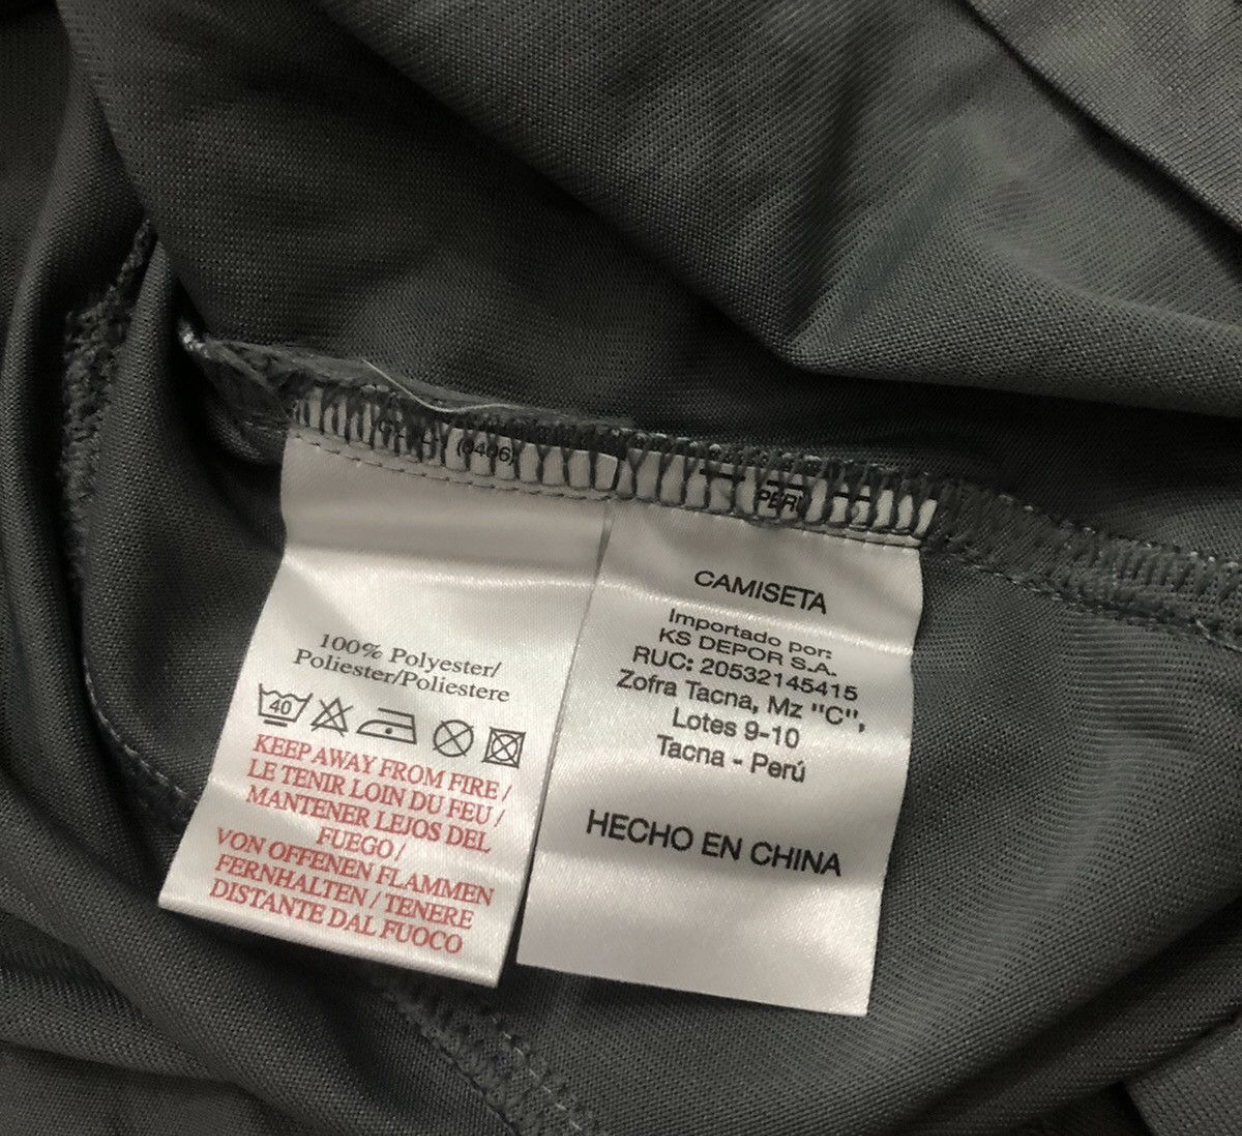 (0406)
100% Polyester/
Poliester/Poliestere
40
KEEP AWAY FROM FIRE /
LE TENIR LOIN DU FEU /
MANTENER LEJOS DEL
FUEGO/
VON OFFENEN FLAMMEN
FERNHALTEN / TENERE
DISTANTE DAL FUOCO
PERU
CAMISETA
Importado por:
KS DEPOR S.A.
RUC: 20532145415
Zofra Tacna, Mz "C",
Lotes 9-10
Tacna - Perú
HECHO EN CHINA